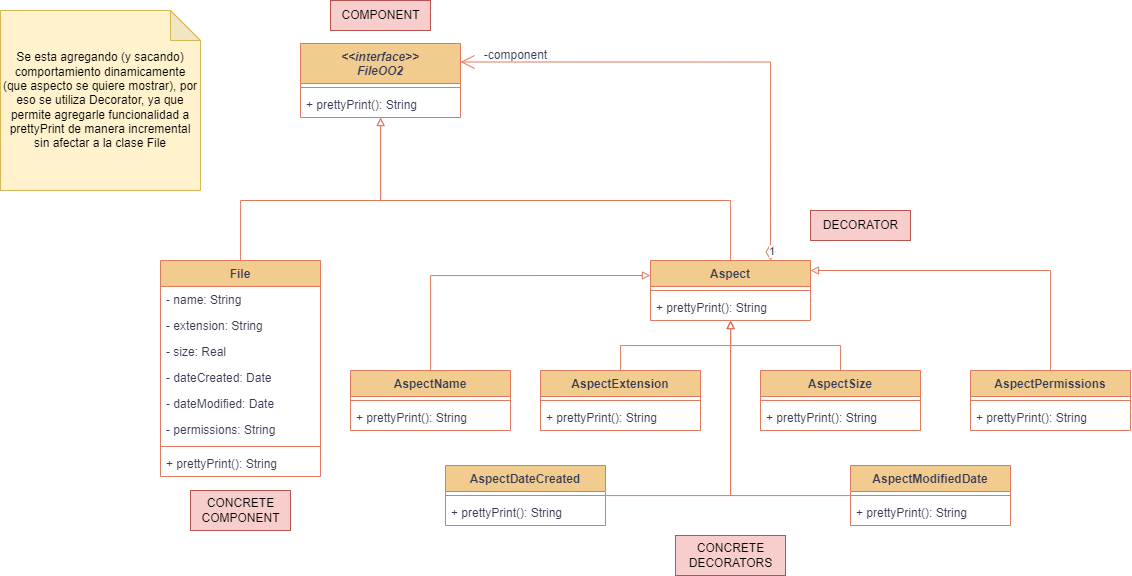 COMPONENT
Se esta agregando (y sacando)
comportamiento dinamicamente
(que aspecto se quiere mostrar), por
eso se utiliza Decorator, ya que
permite agregarle funcionalidad a
prettyPrint de manera incremental
sin afectar a la clase File
<<interface>>
FileOO2
+ prettyPrint(): String
-component
1
DECORATOR
File
- name: String
- extension: String
- size: Real
- dateCreated: Date
- dateModified: Date
- permissions: String
+ prettyPrint(): String
CONCRETE
COMPONENT
Aspect
+ prettyPrint(): String
AspectName
+ prettyPrint(): String
AspectExtension
+ prettyPrint(): String
AspectSize
+ prettyPrint(): String
AspectPermissions
+ prettyPrint(): String
AspectDateCreated
+ prettyPrint(): String
AspectModifiedDate
+ prettyPrint(): String
CONCRETE
DECORATORS